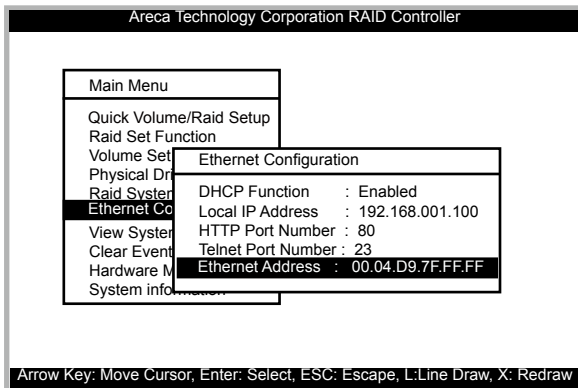 Areca Technology Corporation RAID Controller
Main Menu
Quick Volume/Raid Setup
Raid Set Function
Volume Set
Physical Dri
Raid System
Ethernet Co
View System
Clear Event
Hardware M
System information
Ethernet Configuration
DHCP Function : Enabled
Local IP Address : 192.168.001.100
HTTP Port Number : 80
Telnet Port Number : 23
Ethernet Address : 00.04.D9.7F.FF.FF
Arrow Key: Move Cursor, Enter: Select, ESC: Escape, L:Line Draw, X: Redraw